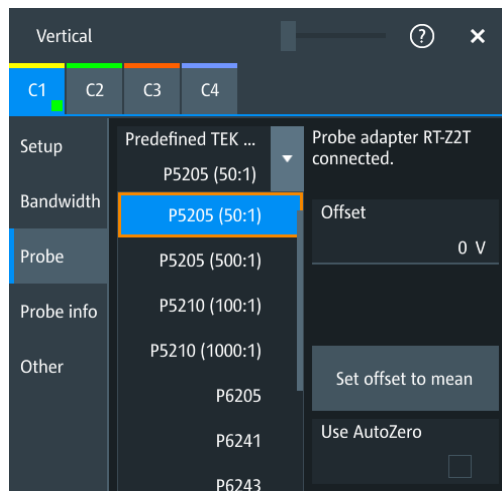 Vertical
?
C1 C2 C3 C4
Setup
Bandwidth
Probe
Probe info
Other
Predefined TEK ...
P5205 (50:1)
P5205 (50:1)
P5205 (500:1)
P5210 (100:1)
P5210 (1000:1)
P6205
P6241
P6243
Probe adapter RT-Z2T
connected.
Offset
0 V
Set offset to mean
Use AutoZero